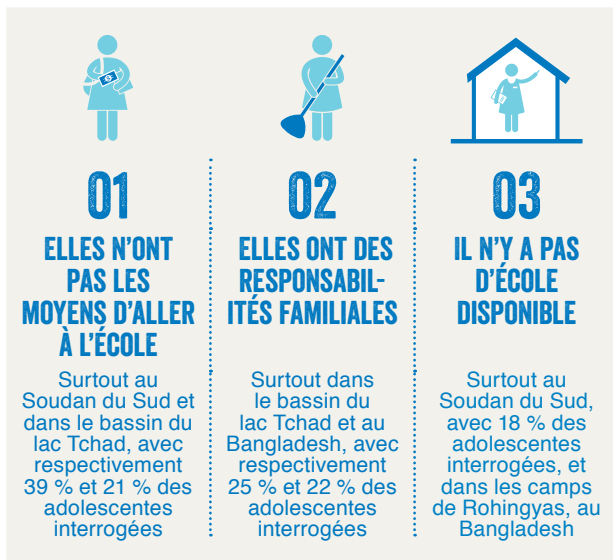 01
ELLES N'ONT
PAS LES
MOYENS D'ALLER
À L'ÉCOLE
Surtout au
Soudan du Sud et
dans le bassin du
lac Tchad, avec
respectivement
39 % et 21 % des
adolescentes
interrogées
02
ELLES ONT DES
RESPONSABIL-
ITÉS FAMILIALES
Surtout dans
le bassin du
lac Tchad et au
Bangladesh, avec
respectivement
25 % et 22 % des
adolescentes
interrogées
03
IL N'Y A PAS
D'ÉCOLE
DISPONIBLE
Surtout au
Soudan du Sud,
avec 18 % des
adolescentes
interrogées, et
dans les camps
de Rohingyas, au
Bangladesh